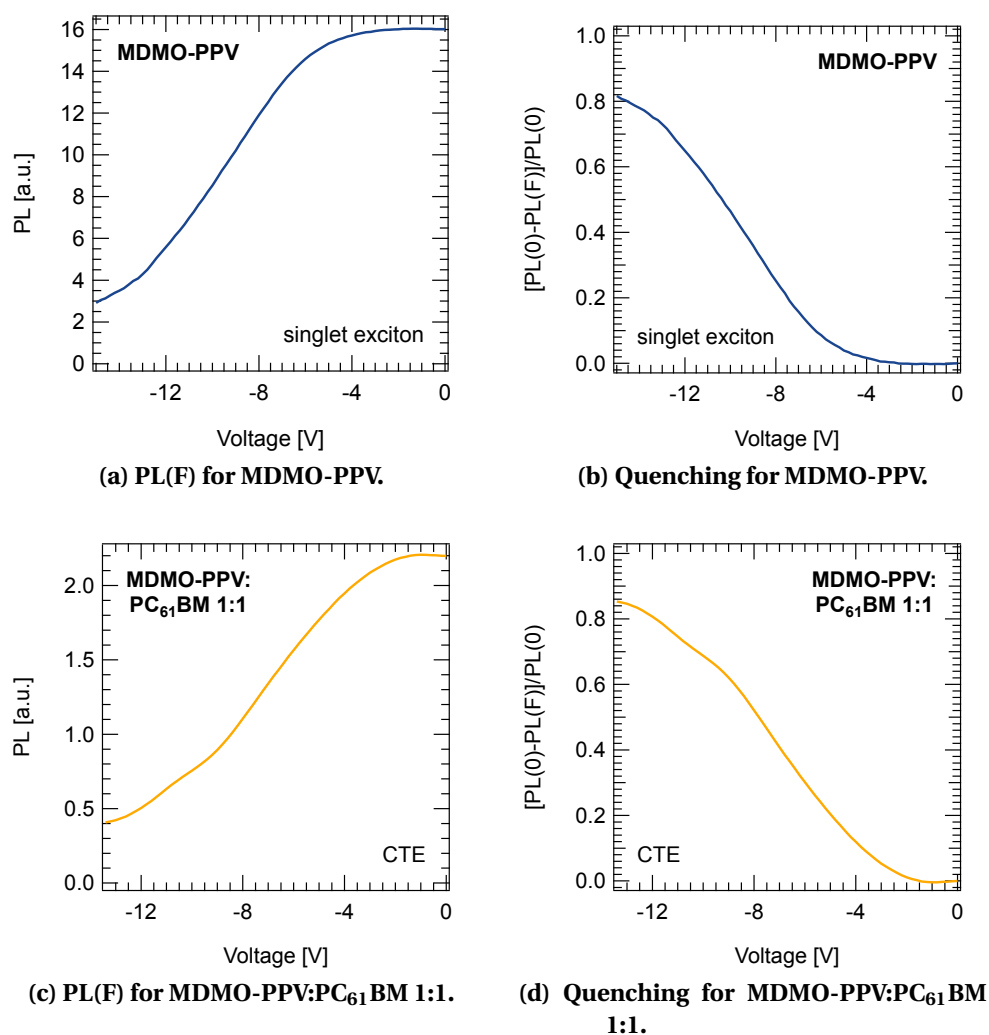 16
14
12
10
8
6
4
2
0
PL [a.u.]
MDMO-PPV
singlet exciton
-12
-8
-4
0
Voltage [V]
(a) PL(F) for MDMO-PPV.
1.0
0.8
0.6
0.4
0.2
0.0
[PL(0)-PL(F)]/PL(0)
MDMO-PPV
singlet exciton
-12
-8
-4
0
Voltage [V]
(b) Quenching for MDMO-PPV.
2.0
1.5
1.0
0.5
0.0
PL [a.u.]
MDMO-PPV:
PC61BM 1:1
CTE
-12
-8
-4
0
Voltage [V]
(c) PL(F) for MDMO-PPV:PC61BM 1:1.
1.0
0.8
0.6
0.4
0.2
0.0
[PL(0)-PL(F)]/PL(0)
MDMO-PPV:
PC61BM 1:1
CTE
-12
-8
-4
0
Voltage [V]
(d) Quenching for MDMO-PPV:PC61BM
1:1.